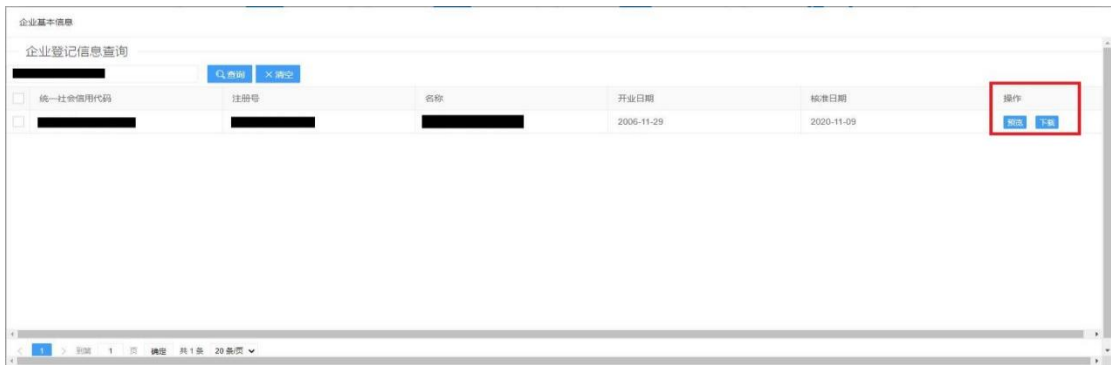 企业基本信息
企业登记信息查询
查询 清空
统一社会信用代码 注册号 名称 开业日期 核准日期 操作
2006-11-29 2020-11-09 预览 下载
1 到第 1 页 确定 共 1 条 20 条/页